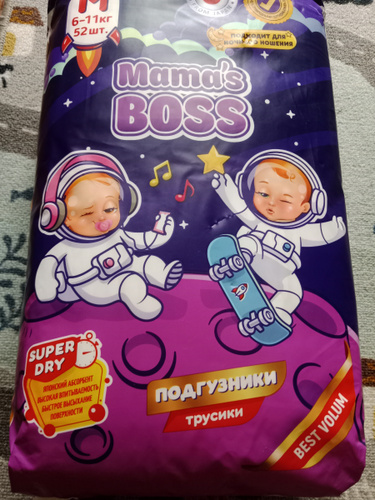 M
6-11кг
52шт.
ПОДХОДИТ ДЛЯ
НОЧНОГО НОШЕНИЯ
Mama's
BOSS
SUPER
DRY
ЯПОНСКИЙ АБСОРБЕНТ
ВЫСОКАЯ ВПИТЫВАЕМОСТЬ
БЫСТРОЕ ВЫСЫХАНИЕ
ПОВЕРХНОСТИ
ПОДГУЗНИКИ
трусики
BEST VOLUM